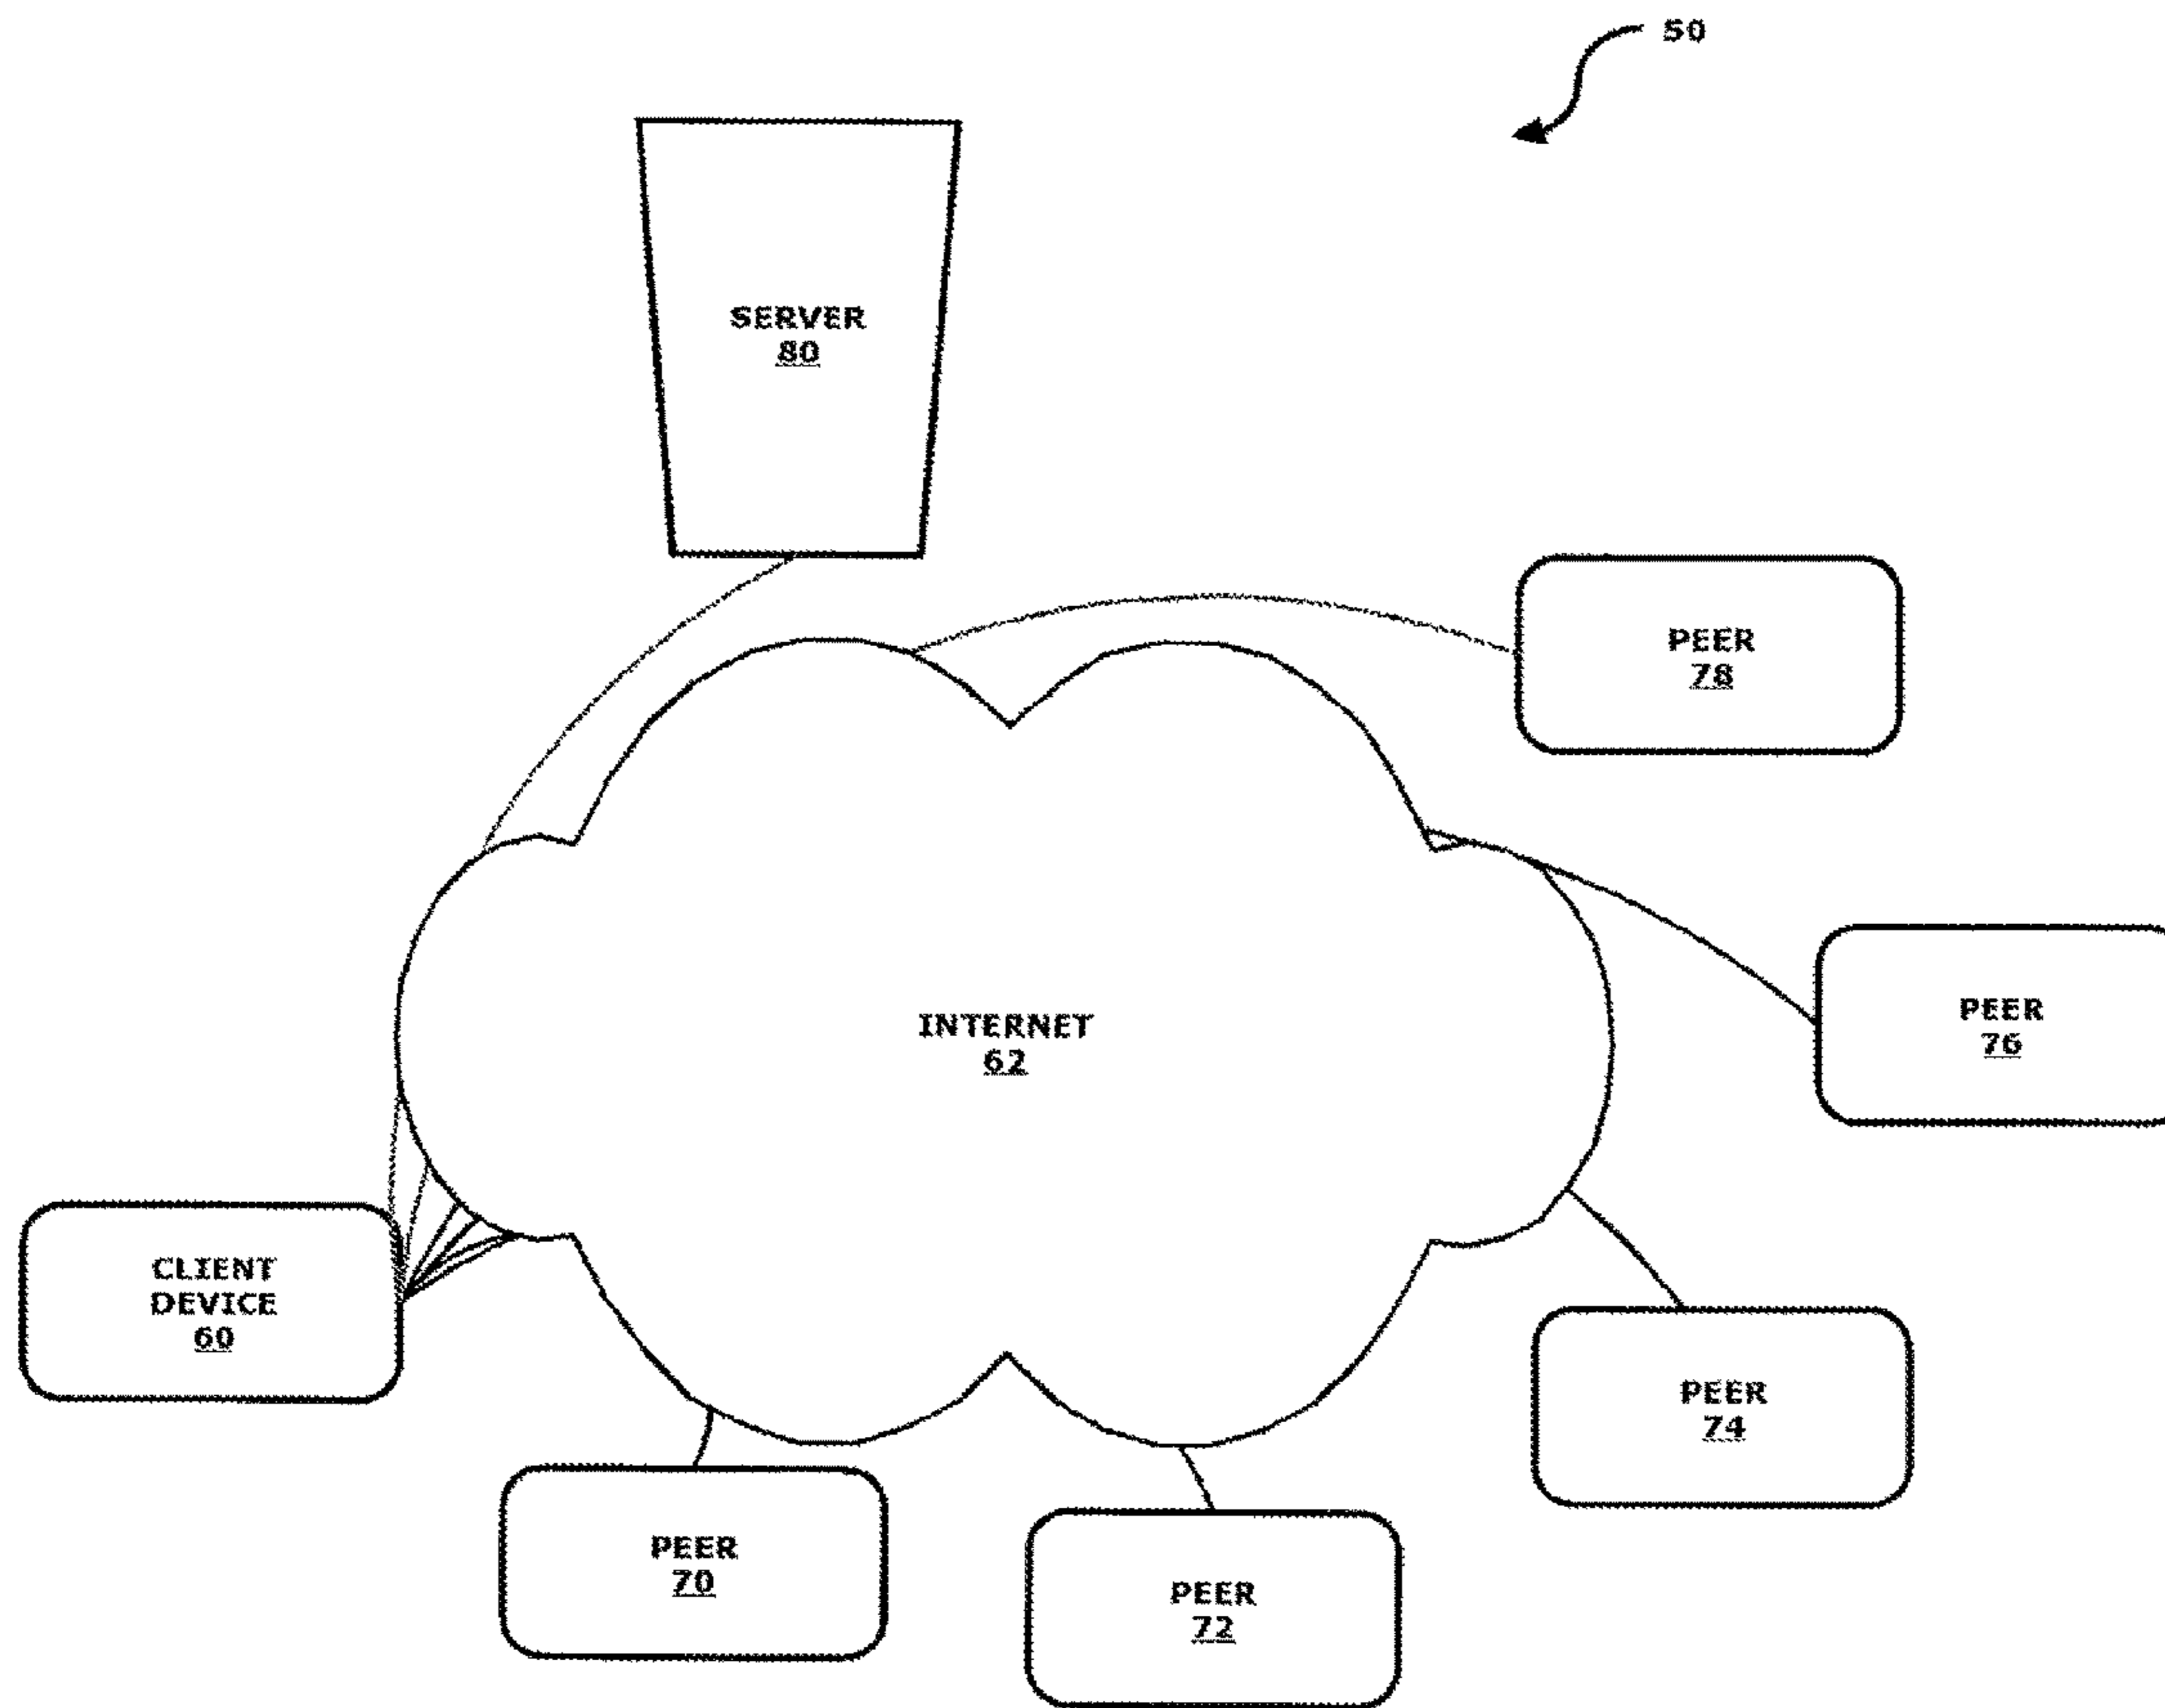 50
SERVER
80
PEER
78
INTERNET
62
PEER
76
CLIENT
DEVICE
60
PEER
74
PEER
70
PEER
72